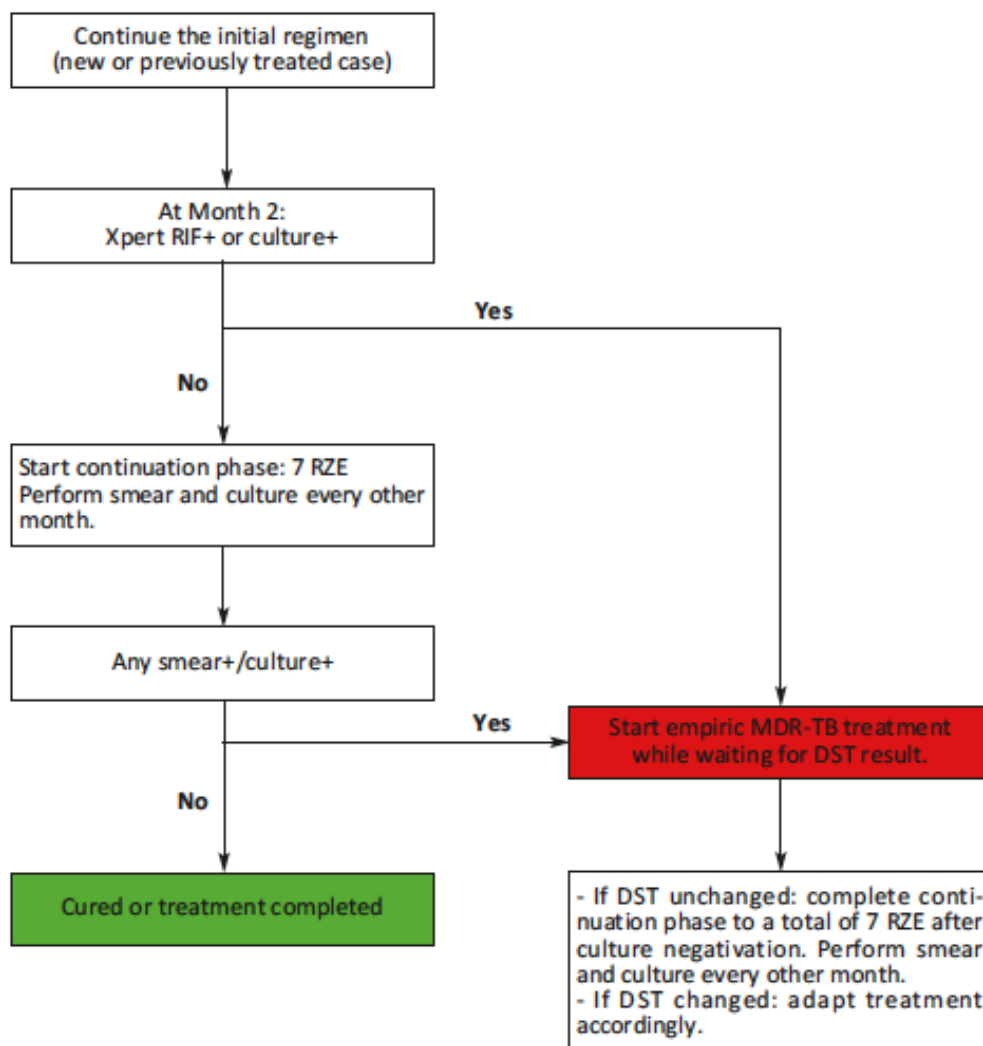 Continue the initial regimen
(new or previously treated case)
At Month 2:
Xpert RIF+ or culture+
Yes
No
Start continuation phase: 7 RZE
Perform smear and culture every other
month.
Any smear+/culture+
Yes
Start empiric MDR-TB treatment
while waiting for DST result.
No
Cured or treatment completed
- If DST unchanged: complete conti-
nuation phase to a total of 7 RZE after
culture negativation. Perform smear
and culture every other month.
- If DST changed: adapt treatment
accordingly.